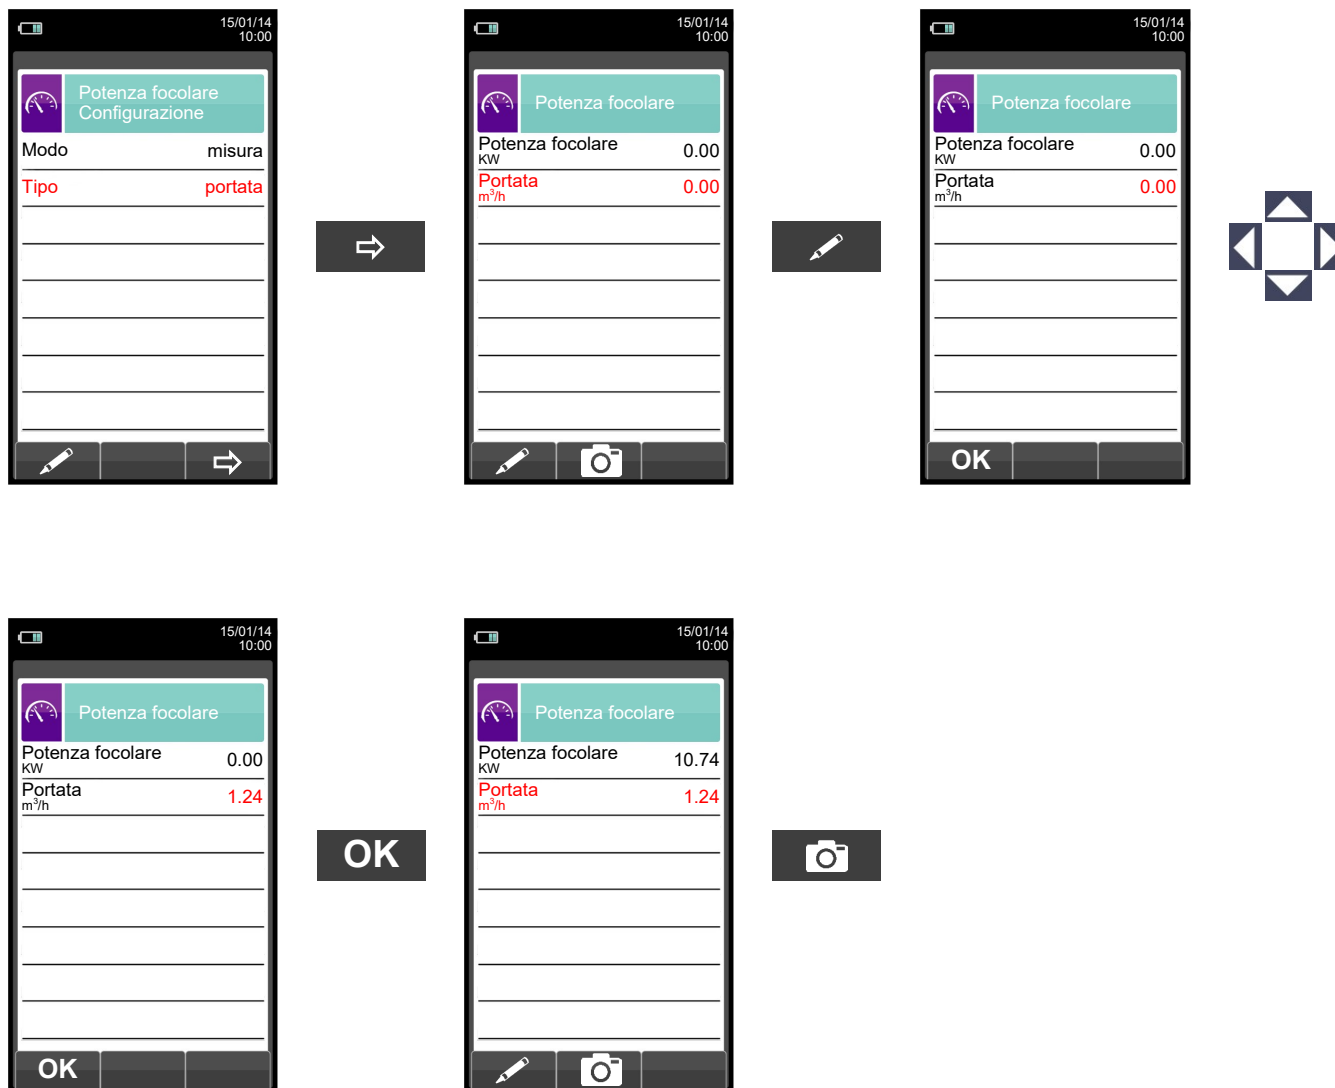 15/01/14
10:00
Potenza focolare
Configurazione
Modo misura
Tipo portata
15/01/14
10:00
Potenza focolare
Potenza focolare
KW 0.00
Portata
m³/h 0.00
15/01/14
10:00
Potenza focolare
Potenza focolare
KW 0.00
Portata
m³/h 0.00
OK
15/01/14
10:00
Potenza focolare
Potenza focolare
KW 0.00
Portata
m³/h 1.24
OK
OK
15/01/14
10:00
Potenza focolare
Potenza focolare
KW 10.74
Portata
m³/h 1.24